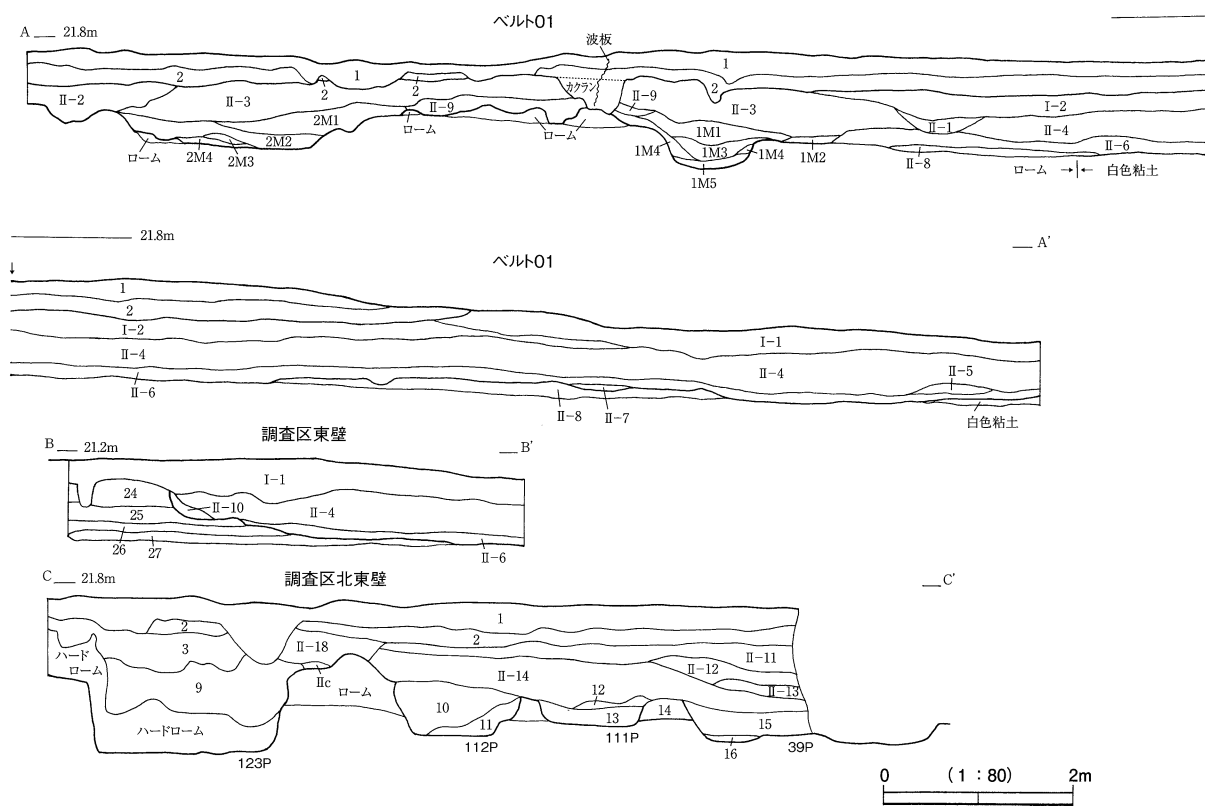 ベルト01
A 21.8m
波板
1
2 1 2 カクラン 2
II-2 II-3 2 II-9 II-9 II-3 I-2
2M1 ローム ローム 1M1 II-1 II-4
2M2 1M4 1M3 1M4 II-6
ローム 2M4 2M3 1M2 II-8
1M5 ローム → ← 白色粘土
21.8m A'
ベルト01
↓
1
2
I-2 I-1
II-4 II-4 II-5
II-6 II-8 II-7 白色粘土
調査区東壁
B 21.2m B'
I-1
24 II-10
25 II-4
26 27 II-6
調査区北東壁
C 21.8m C'
1
2 2
ハードローム 3 II-18 II-12 II-11
IIc II-14 II-13
9 ローム 12
10 11 13 14 15
ハードローム 16
123P 112P 111P 39P
0 (1:80) 2m